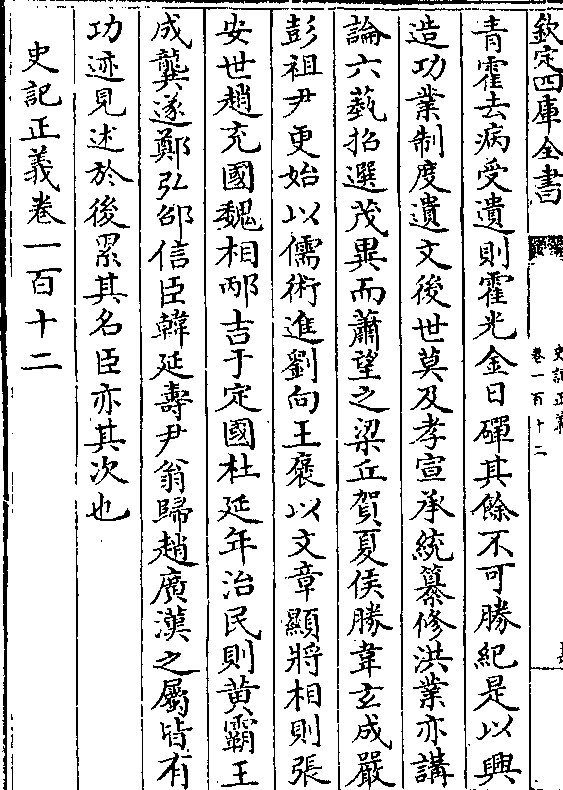 欽定四庫全書
史記正義
卷一百十二
青霍去病受遺則霍光金日磾其餘不可勝紀是以興
造功業制度遺文後世莫及孝宣承統纂修洪業亦講
論六藝招選茂異而蕭望之梁丘賀夏侯勝韋玄成嚴
彭祖尹更始以儒術進劉向王褒以文章顯將相則張
安世趙充國魏相邴吉于定國杜延年治民則黄霸王
成龔遂鄭弘邵信臣韓延壽尹翁歸趙廣漢之屬皆有
功迹見述於後累其名臣亦其次也
史記正義卷一百十二